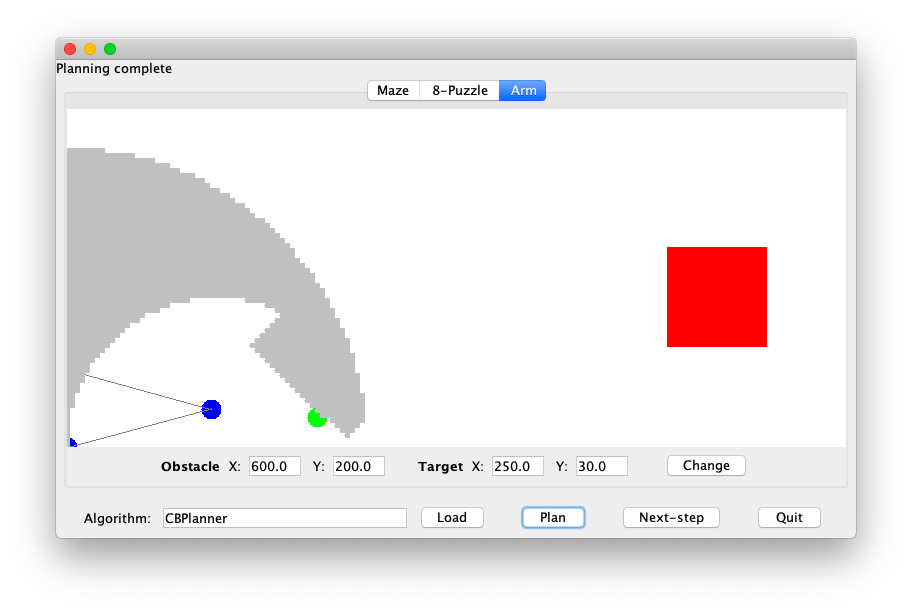 Planning complete
Maze 8-Puzzle Arm
Obstacle X: 600.0 Y: 200.0 Target X: 250.0 Y: 30.0 Change
Algorithm: CBPlanner Load Plan Next-step Quit